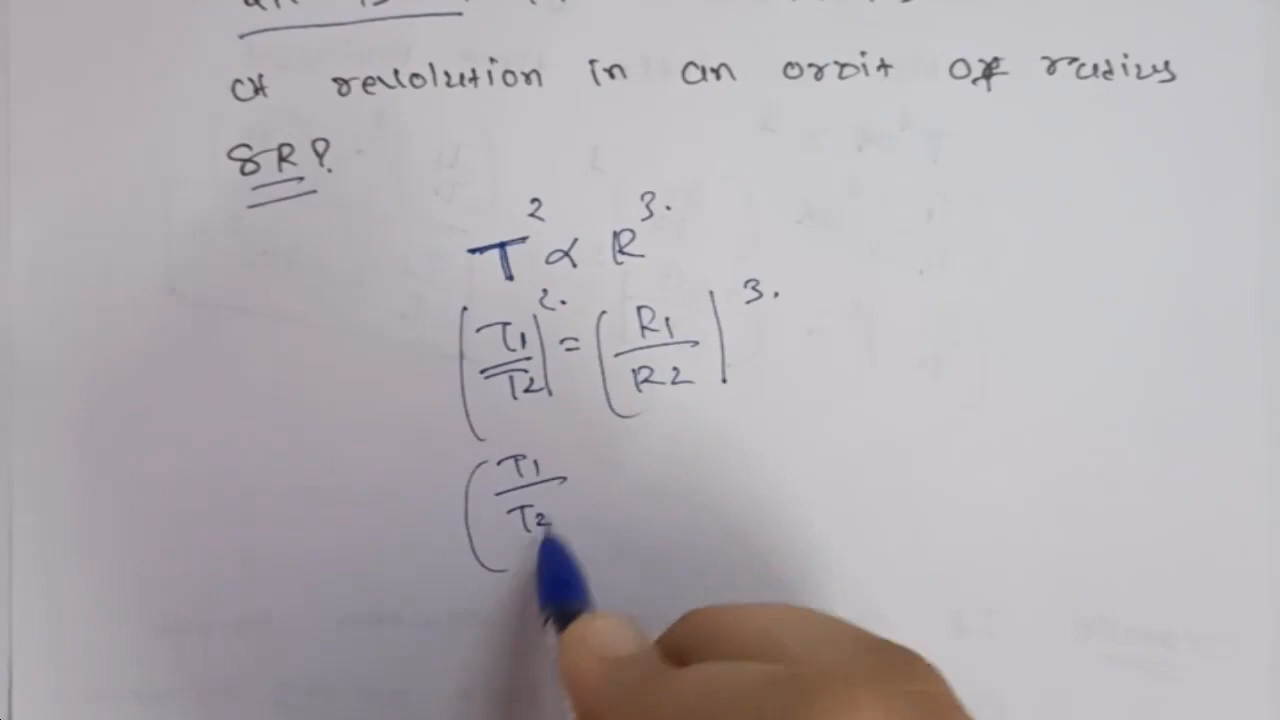 of revolution in an orbit of radius
8R?
T² ∝ R³.
(T1/T2)². = (R1/R2)³.
(T1/T2